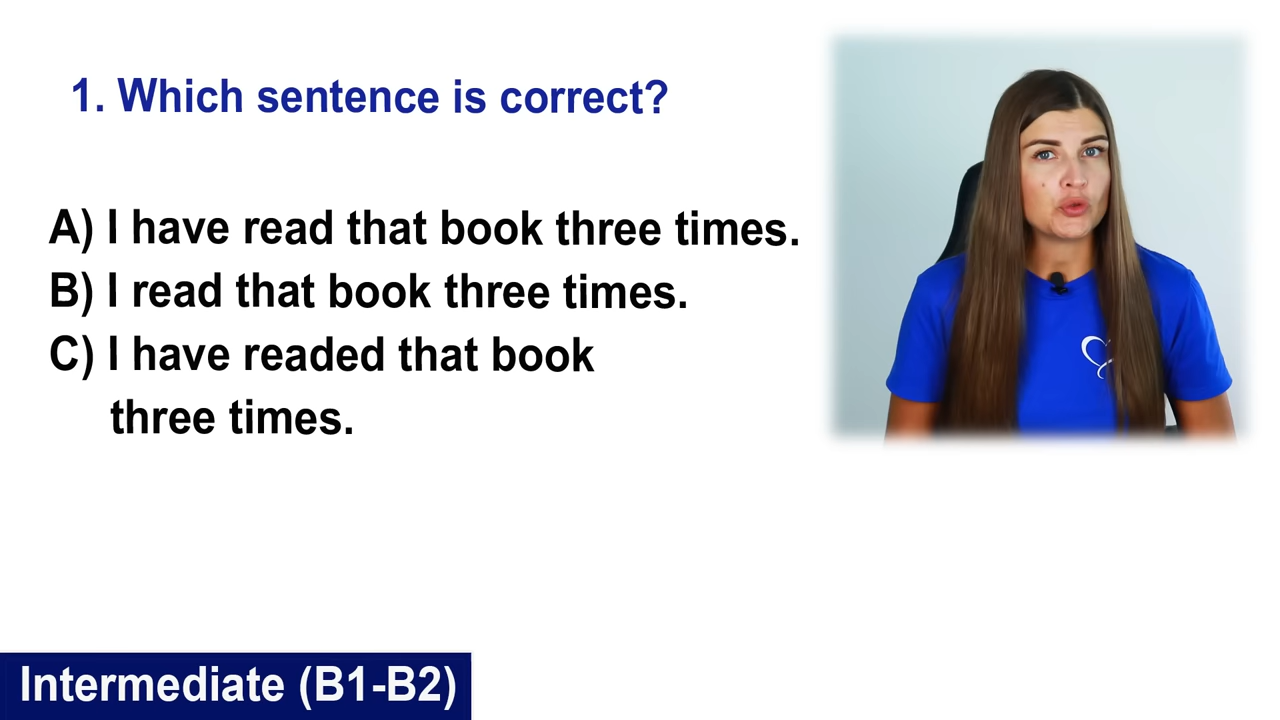 1. Which sentence is correct?
A) I have read that book three times.
B) I read that book three times.
C) I have readed that book
three times.
Intermediate (B1-B2)